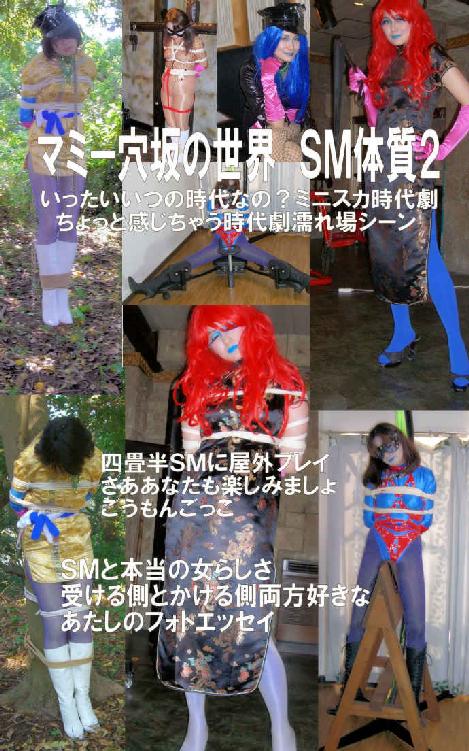 マミー穴坂の世界　SM体質２
いったいいつの時代なの？ミニスカ時代劇
ちょっと感じちゃう時代劇濡れ場シーン
四畳半SMに屋外プレイ
さああなたも楽しみましょ
こうもんごっこ
SMと本当の女らしさ
受ける側とかける側両方好きな
あたしのフォトエッセイ